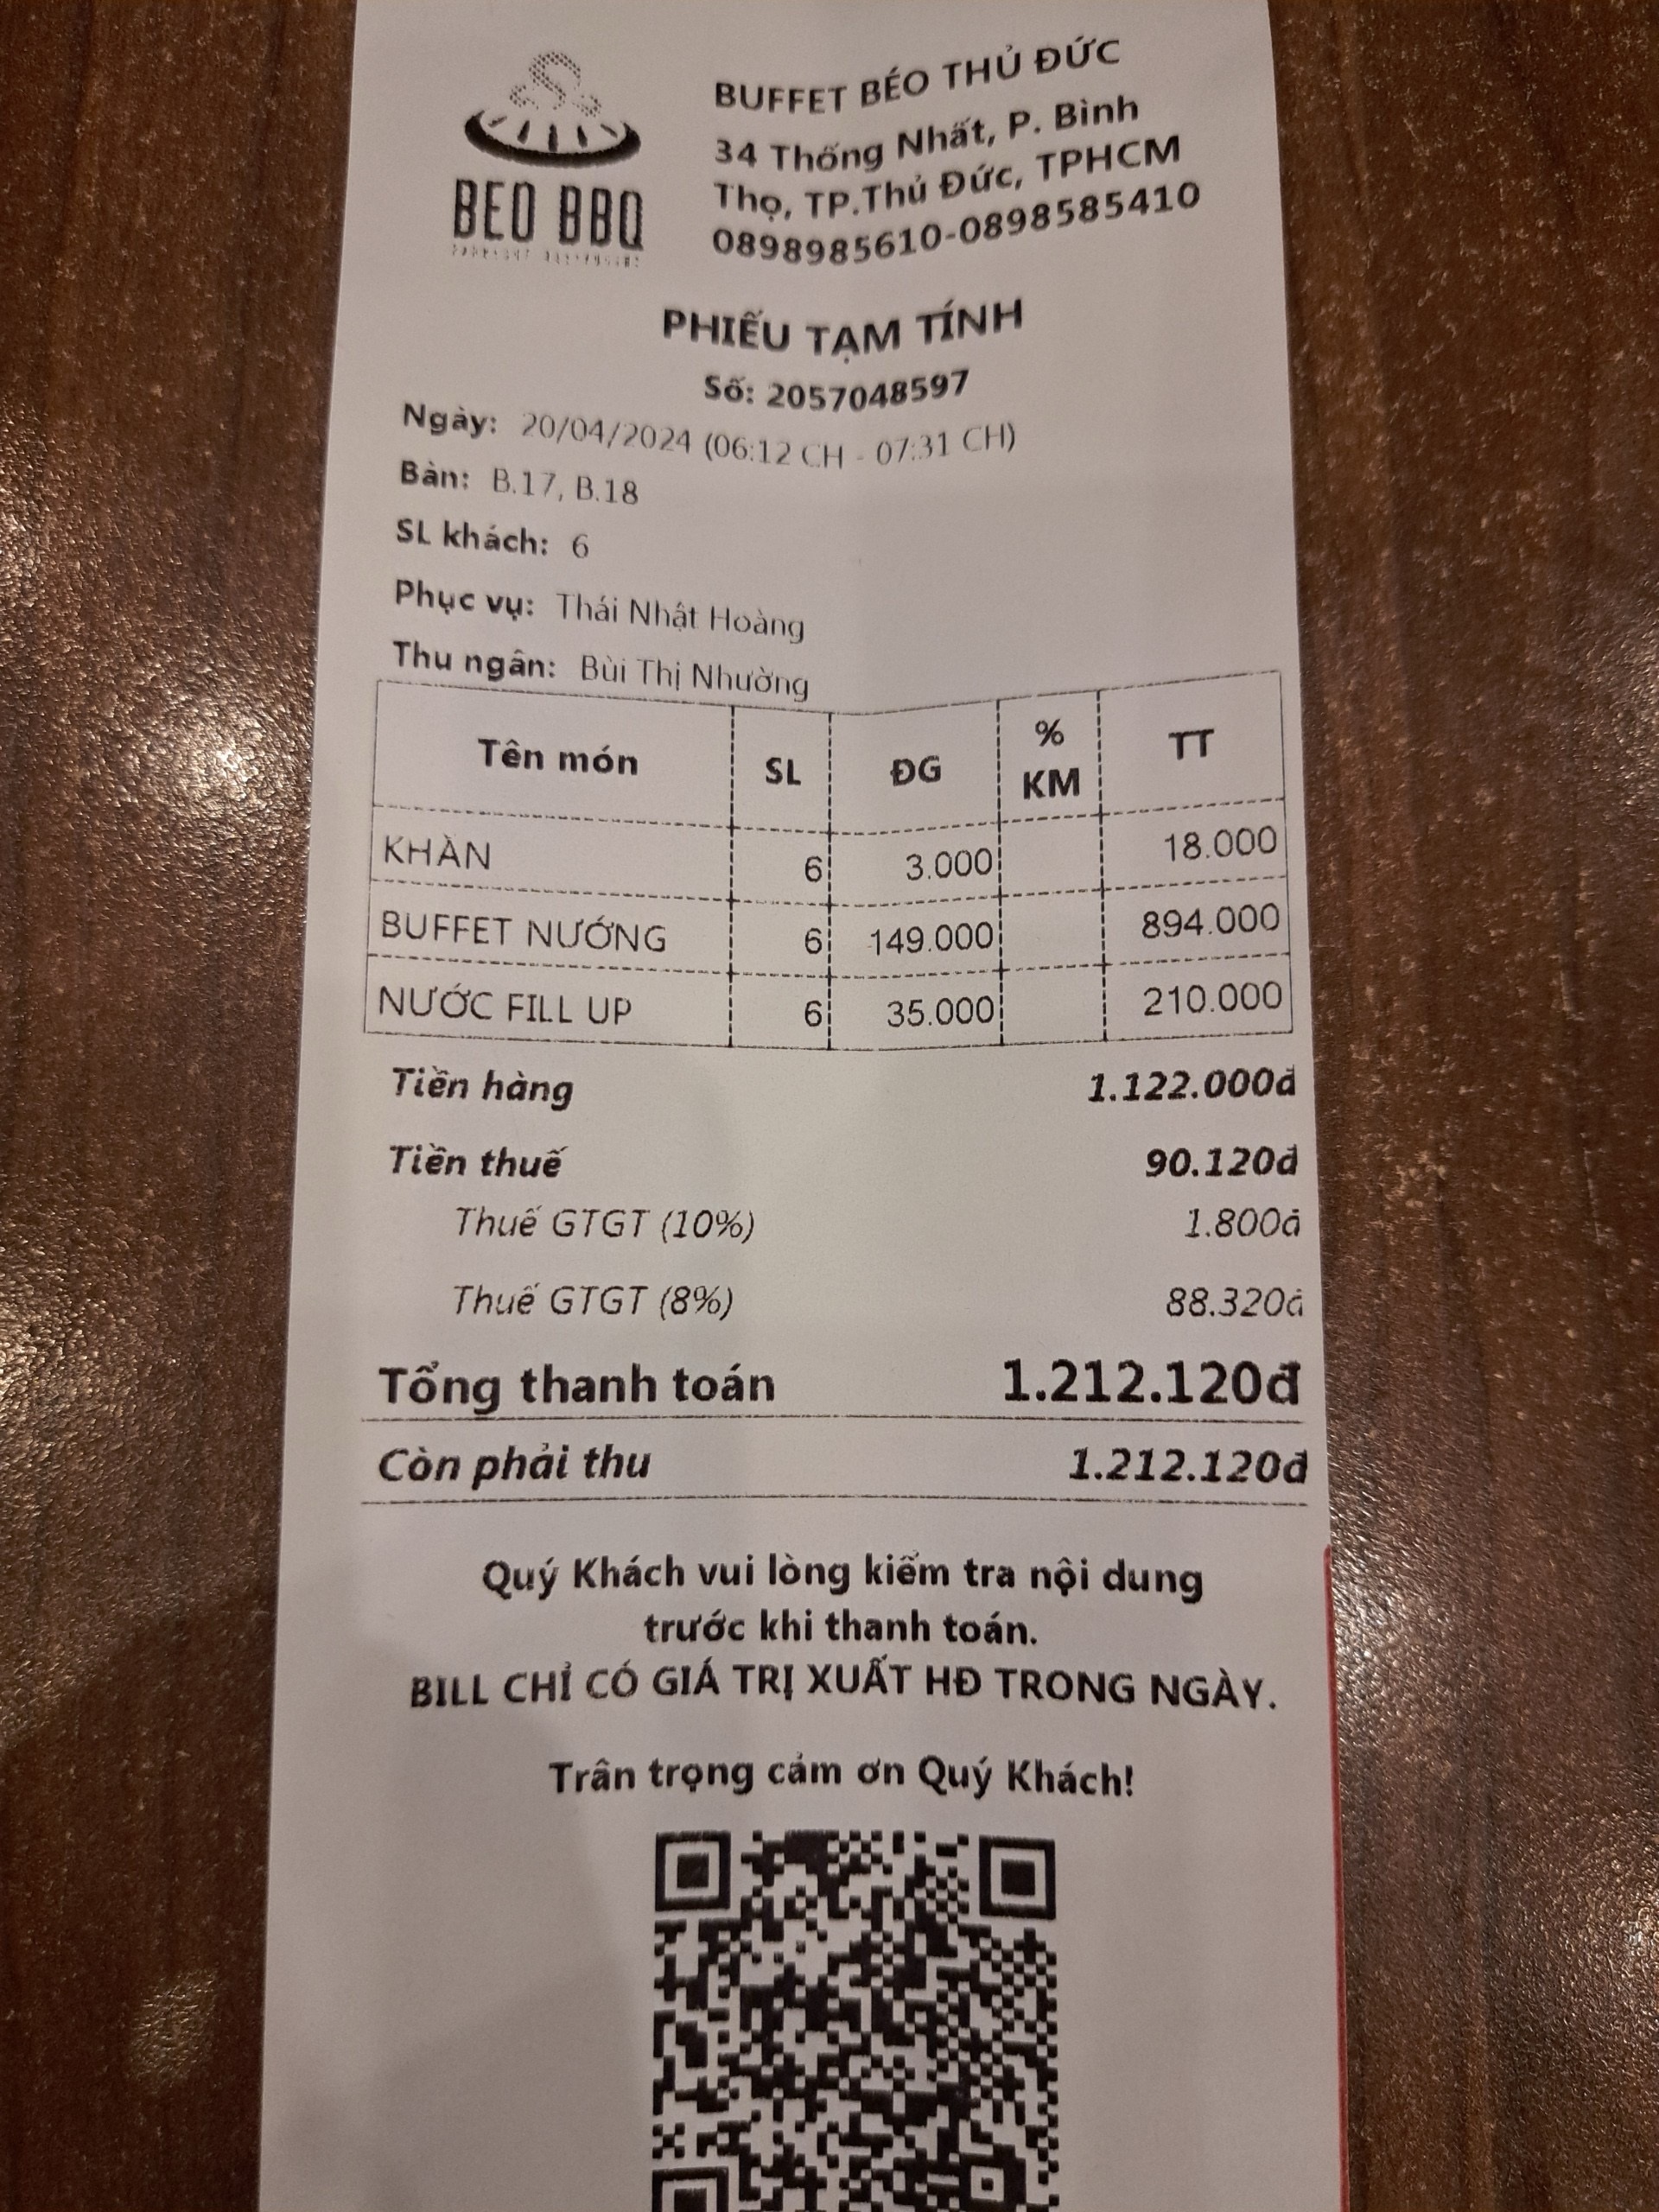 BEO BBQ
BUFFET BÉO THỦ ĐỨC
34 Thống Nhất, P. Bình
Thọ, TP.Thủ Đức, TPHCM
0898985610-0898585410
PHIẾU TẠM TÍNH
Số: 2057048597
Ngày: 20/04/2024 (06:12 CH - 07:31 CH)
Bàn: B.17, B.18
SL khách: 6
Phục vụ: Thái Nhật Hoàng
Thu ngân: Bùi Thị Nhường
Tên món SL ĐG % KM TT
KHĂN 6 3.000 18.000
BUFFET NƯỚNG 6 149.000 894.000
NƯỚC FILL UP 6 35.000 210.000
Tiền hàng 1.122.000đ
Tiền thuế 90.120đ
Thuế GTGT (10%) 1.800đ
Thuế GTGT (8%) 88.320đ
Tổng thanh toán 1.212.120đ
Còn phải thu 1.212.120đ
Quý Khách vui lòng kiểm tra nội dung
trước khi thanh toán.
BILL CHỈ CÓ GIÁ TRỊ XUẤT HĐ TRONG NGÀY.
Trân trọng cảm ơn Quý Khách!